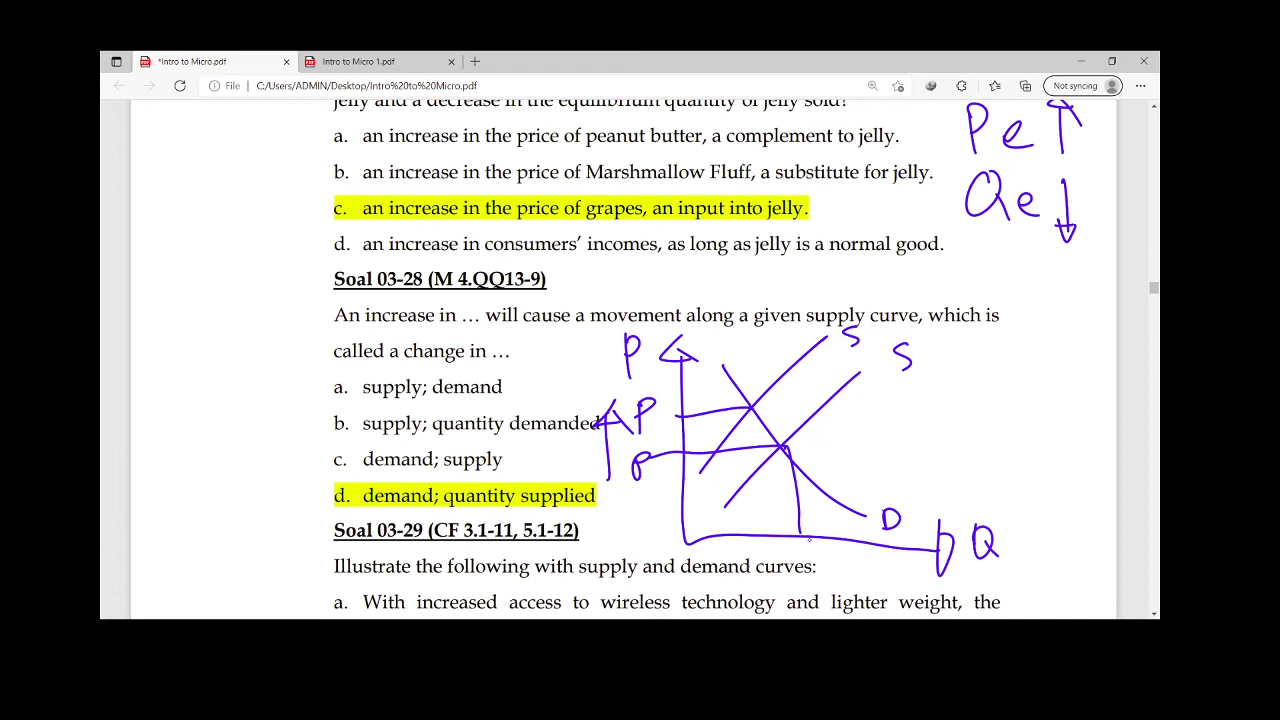 *Intro to Micro.pdf
Intro to Micro 1.pdf
File
C:/Users/ADMIN/Desktop/Intro%20to%20Micro.pdf
Not syncing
jelly and a decrease in the equilibrium quantity of jelly sold?
a. an increase in the price of peanut butter, a complement to jelly.
b. an increase in the price of Marshmallow Fluff, a substitute for jelly.
c. an increase in the price of grapes, an input into jelly.
d. an increase in consumers' incomes, as long as jelly is a normal good.
Pe
Qe
Soal 03-28 (M 4.QQ13-9)
An increase in … will cause a movement along a given supply curve, which is
called a change in …
a. supply; demand
b. supply; quantity demanded
c. demand; supply
d. demand; quantity supplied
P
S
S
P
P
D
Q
Soal 03-29 (CF 3.1-11, 5.1-12)
Illustrate the following with supply and demand curves:
a. With increased access to wireless technology and lighter weight, the